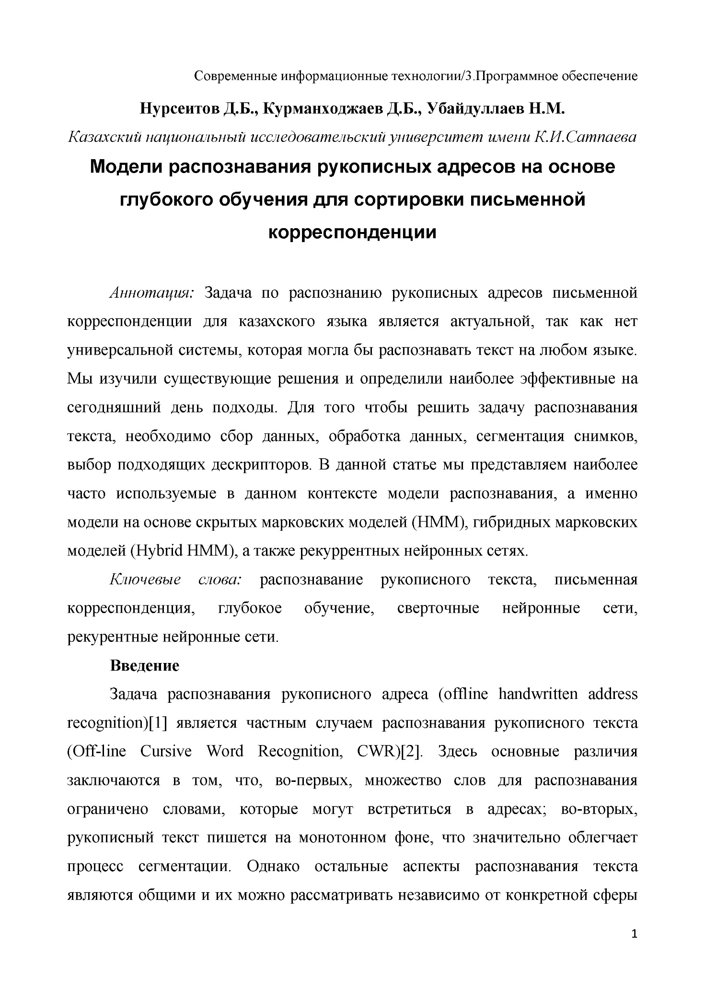 Современные информационные технологии/3.Программное обеспечение
Нурсеитов Д.Б., Курманходжаев Д.Б., Убайдуллаев Н.М.
Казахский национальный исследовательский университет имени К.И.Сатпаева
Модели распознавания рукописных адресов на основе
глубокого обучения для сортировки письменной
корреспонденции
Аннотация: Задача по распознанию рукописных адресов письменной
корреспонденции для казахского языка является актуальной, так как нет
универсальной системы, которая могла бы распознавать текст на любом языке.
Мы изучили существующие решения и определили наиболее эффективные на
сегодняшний день подходы. Для того чтобы решить задачу распознавания
текста, необходимо сбор данных, обработка данных, сегментация снимков,
выбор подходящих дескрипторов. В данной статье мы представляем наиболее
часто используемые в данном контексте модели распознавания, а именно
модели на основе скрытых марковских моделей (HMM), гибридных марковских
моделей (Hybrid HMM), а также рекуррентных нейронных сетях.
Ключевые слова: распознавание рукописного текста, письменная
корреспонденция, глубокое обучение, сверточные нейронные сети,
рекурентные нейронные сети.
Введение
Задача распознавания рукописного адреса (offline handwritten address
recognition)[1] является частным случаем распознавания рукописного текста
(Off-line Cursive Word Recognition, CWR)[2]. Здесь основные различия
заключаются в том, что, во-первых, множество слов для распознавания
ограничено словами, которые могут встретиться в адресах; во-вторых,
рукописный текст пишется на монотонном фоне, что значительно облегчает
процесс сегментации. Однако остальные аспекты распознавания текста
являются общими и их можно рассматривать независимо от конкретной сферы
1